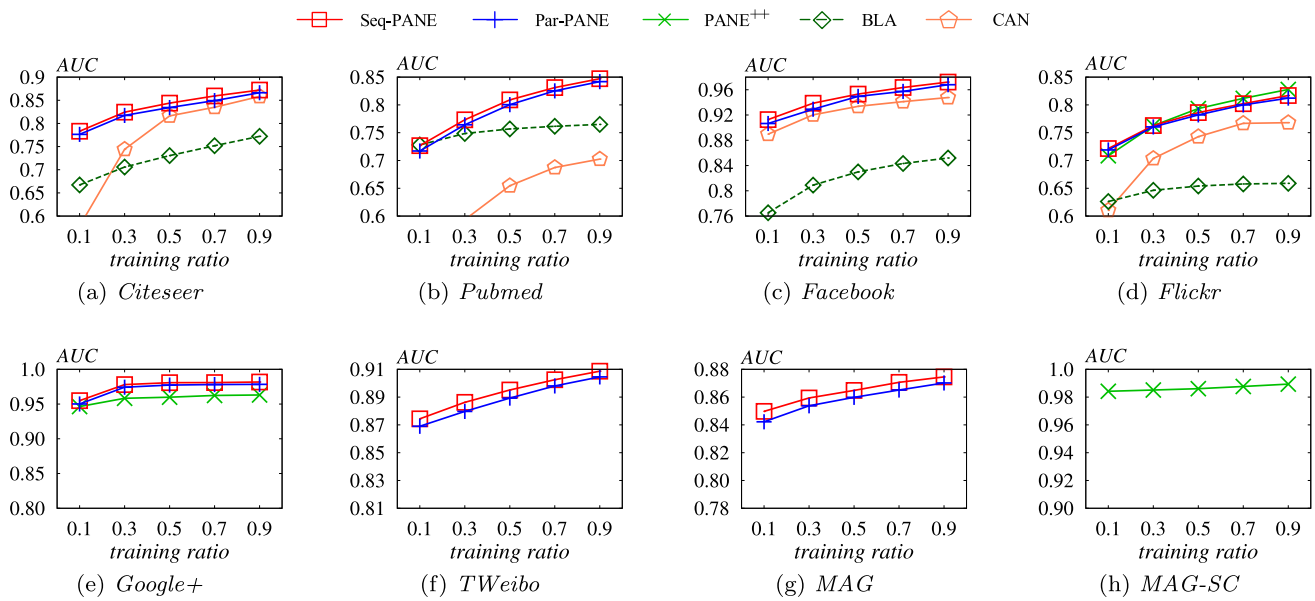 Seq-PANE Par-PANE PANE++ BLA CAN
AUC AUC AUC AUC
0.9 0.85 0.96 0.9
0.85 0.8 0.92 0.85
0.8 0.75 0.88 0.8
0.75 0.7 0.84 0.75
0.7 0.65 0.8 0.7
0.65 0.6 0.76 0.65
0.6 0.6
0.1 0.3 0.5 0.7 0.9 0.1 0.3 0.5 0.7 0.9 0.1 0.3 0.5 0.7 0.9 0.1 0.3 0.5 0.7 0.9
training ratio training ratio training ratio training ratio
(a) Citeseer (b) Pubmed (c) Facebook (d) Flickr
AUC AUC AUC AUC
1.0 0.91 0.88 1.0
0.95 0.89 0.86 0.98
0.90 0.87 0.84 0.96
0.85 0.85 0.82 0.94
0.80 0.83 0.80 0.92
0.81 0.78 0.90
0.1 0.3 0.5 0.7 0.9 0.1 0.3 0.5 0.7 0.9 0.1 0.3 0.5 0.7 0.9 0.1 0.3 0.5 0.7 0.9
training ratio training ratio training ratio training ratio
(e) Google+ (f) TWeibo (g) MAG (h) MAG-SC